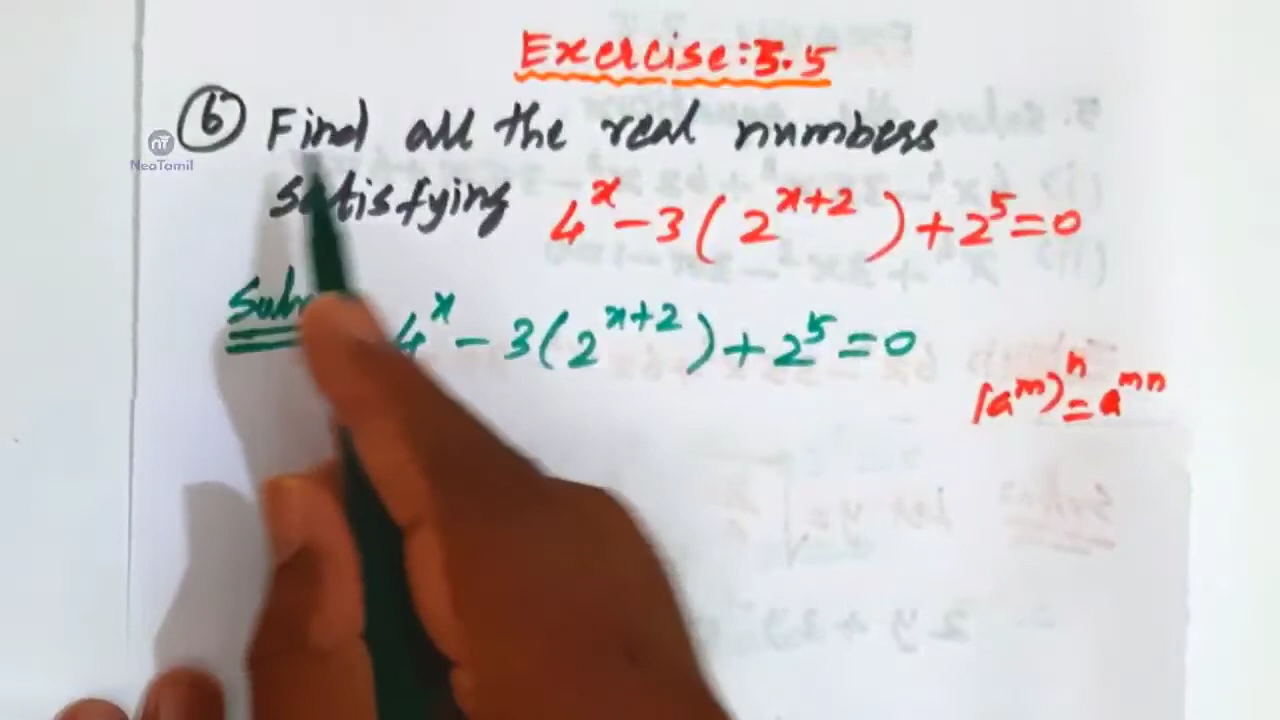 Exercise: 3.5
⑥ Find all the real numbers
satisfying 4^x - 3(2^{x+2}) + 2^5 = 0
4^x - 3(2^{x+2}) + 2^5 = 0
(a^m)^n = a^{mn}
NeaTamil